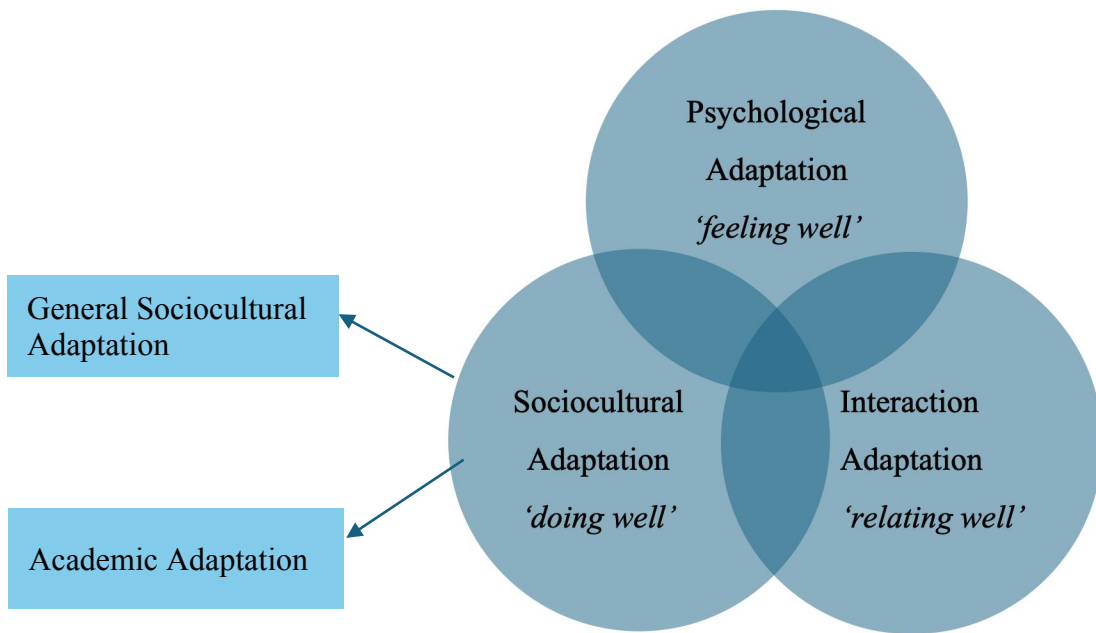 Psychological
Adaptation
‘feeling well’
General Sociocultural
Adaptation
Sociocultural
Adaptation
‘doing well’
Interaction
Adaptation
‘relating well’
Academic Adaptation